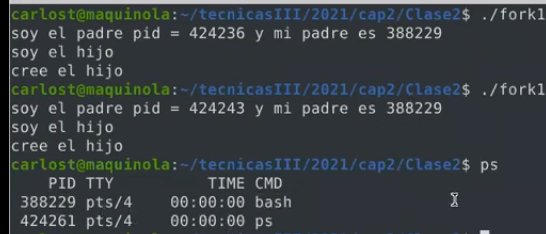 carlost@maquinola:~/tecnicasIII/2021/cap2/Clase2$ ./fork1
soy el padre pid = 424236 y mi padre es 388229
soy el hijo
cree el hijo
carlost@maquinola:~/tecnicasIII/2021/cap2/Clase2$ ./fork1
soy el padre pid = 424243 y mi padre es 388229
soy el hijo
cree el hijo
carlost@maquinola:~/tecnicasIII/2021/cap2/Clase2$ ps
PID TTY TIME CMD
388229 pts/4 00:00:00 bash
424261 pts/4 00:00:00 ps